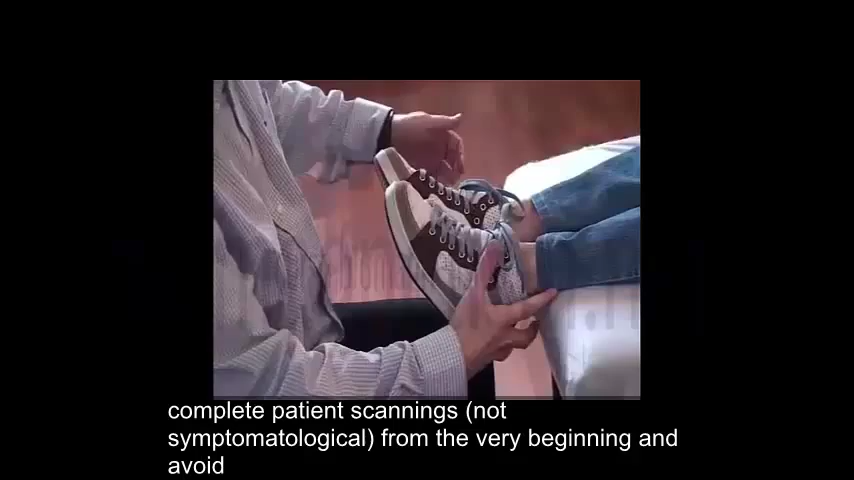 complete patient scannings (not
symptomatological) from the very beginning and
avoid